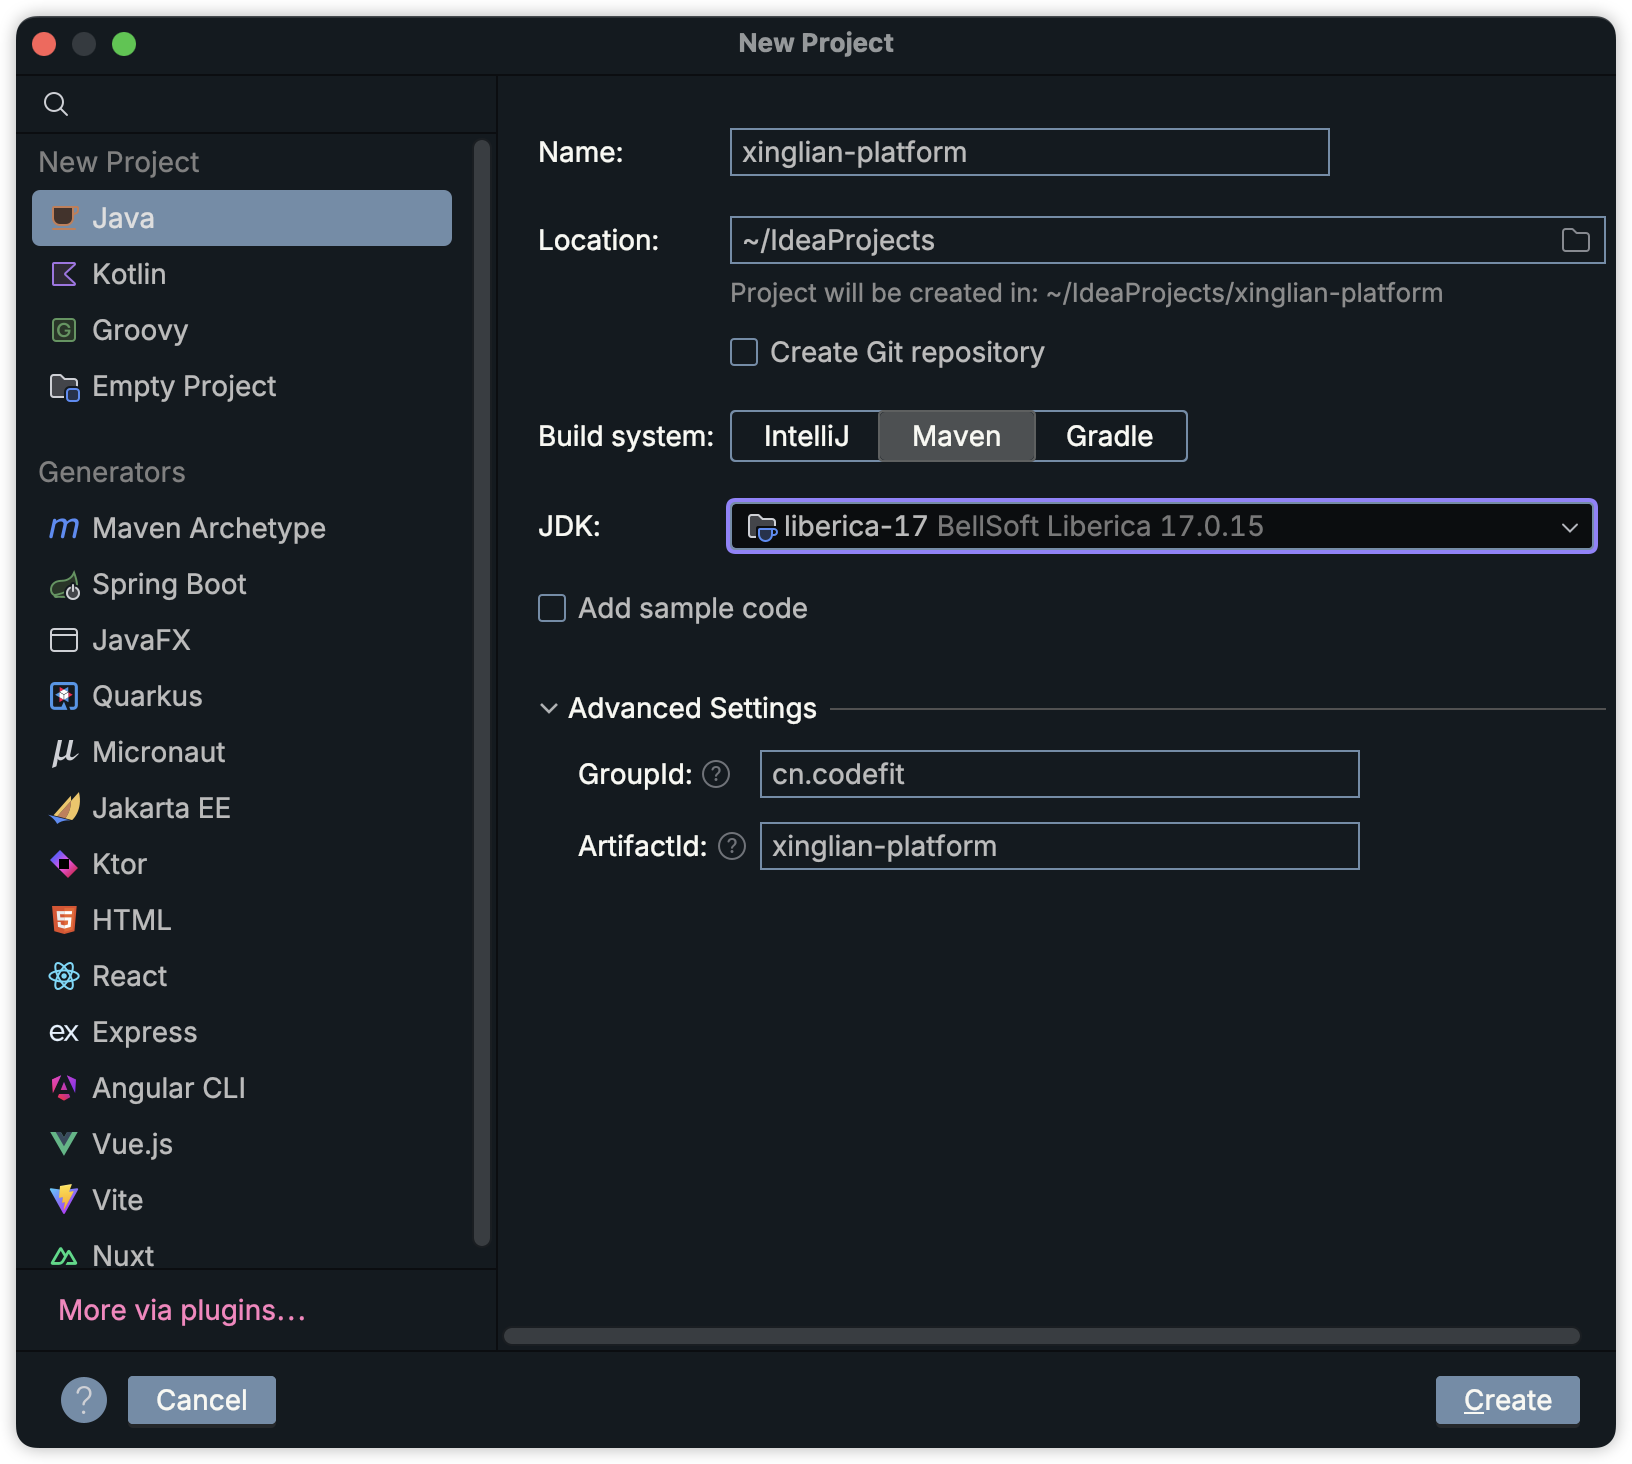 New Project
New Project
Java
Kotlin
Groovy
Empty Project
Generators
Maven Archetype
Spring Boot
JavaFX
Quarkus
Micronaut
Jakarta EE
Ktor
HTML
React
Express
Angular CLI
Vue.js
Vite
Nuxt
More via plugins...
Name: xinglian-platform
Location: ~/IdeaProjects
Project will be created in: ~/IdeaProjects/xinglian-platform
Create Git repository
Build system: IntelliJ Maven Gradle
JDK: liberica-17 BellSoft Liberica 17.0.15
Add sample code
Advanced Settings
GroupId: ? cn.codefit
ArtifactId: ? xinglian-platform
? Cancel Create